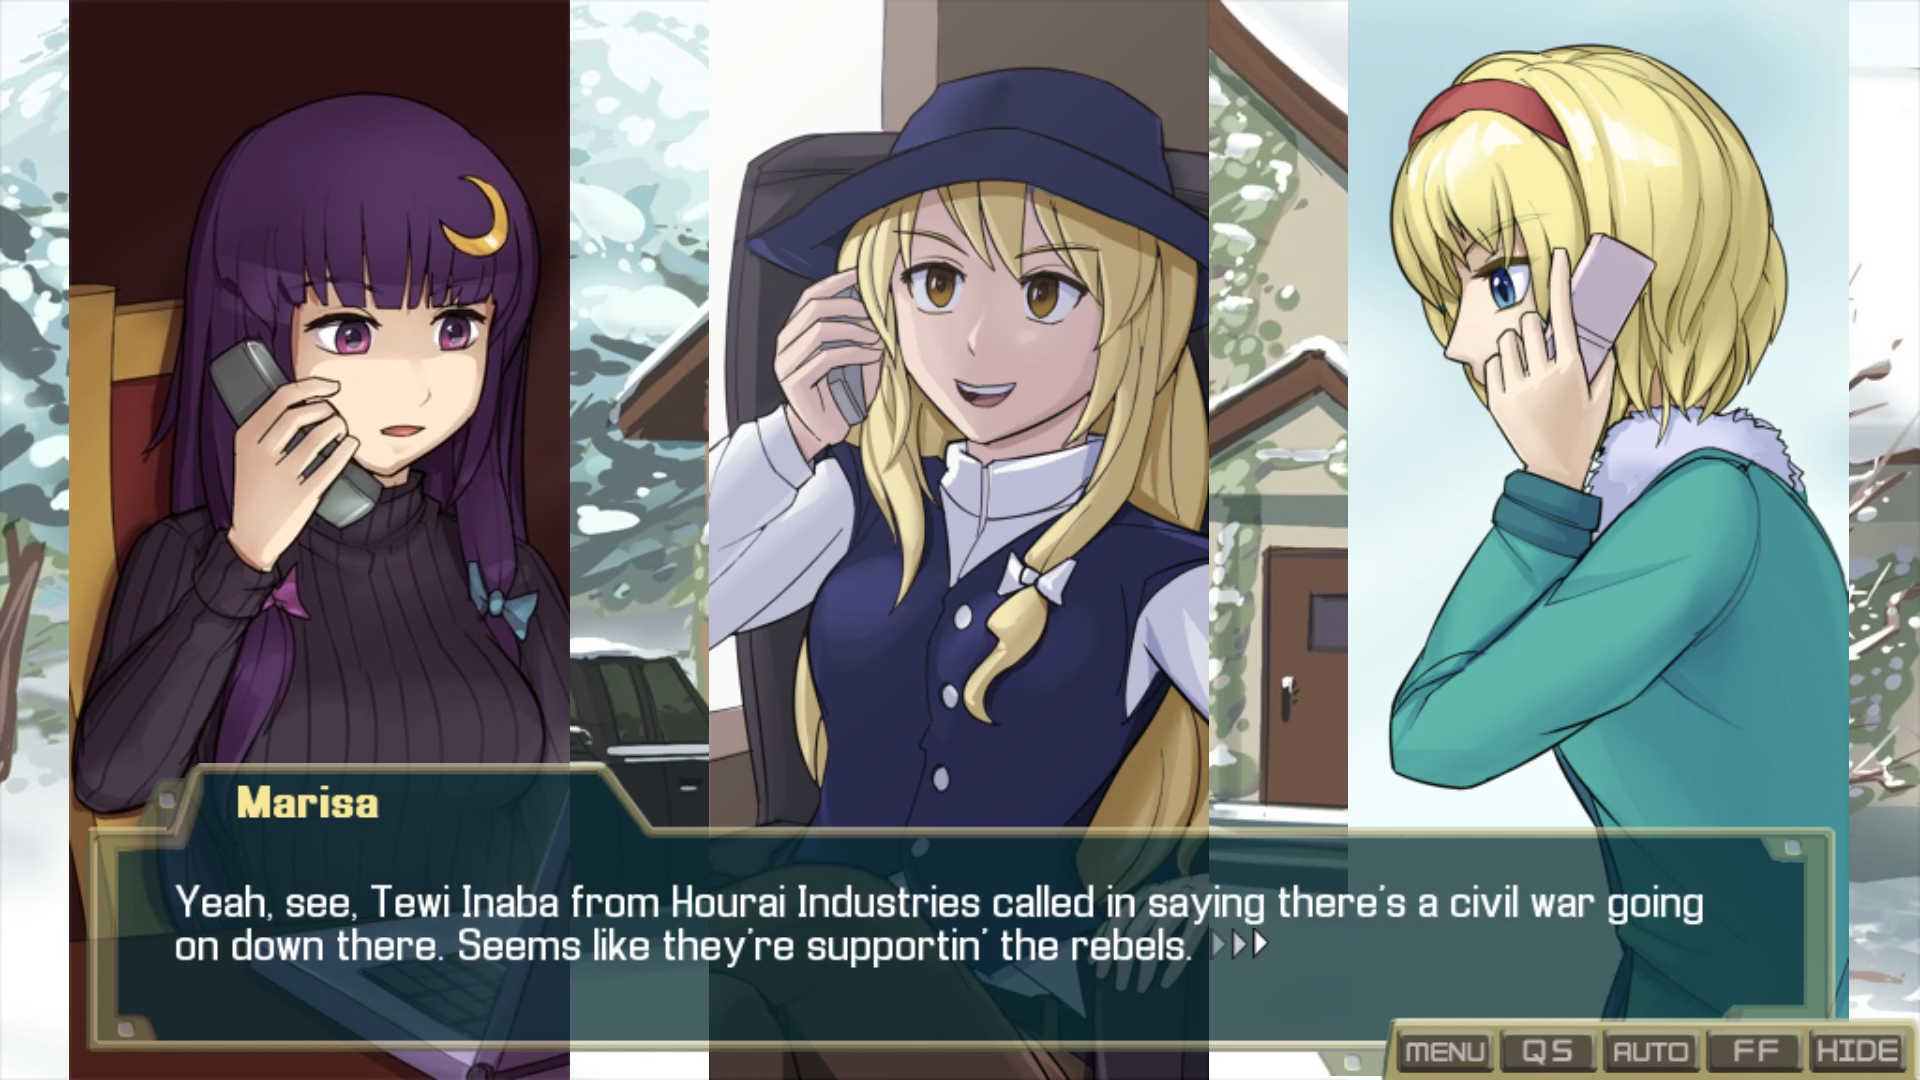 Marisa
Yeah, see, Tewi Inaba from Hourai Industries called in saying there's a civil war going
on down there. Seems like they're supportin' the rebels.
MENU QS AUTO FF HIDE